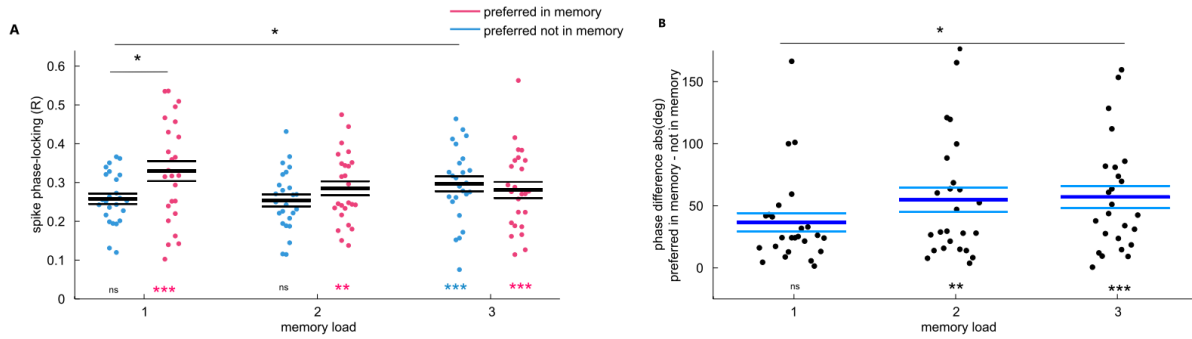 A
preferred in memory
preferred not in memory
*
*
spike phase-locking (R)
0.6
0.5
0.4
0.3
0.2
0.1
0
ns
***
ns
**
***
***
1
2
3
memory load
B
*
phase difference abs(deg)
preferred in memory - not in memory
150
100
50
0
ns
**
***
1
2
3
memory load